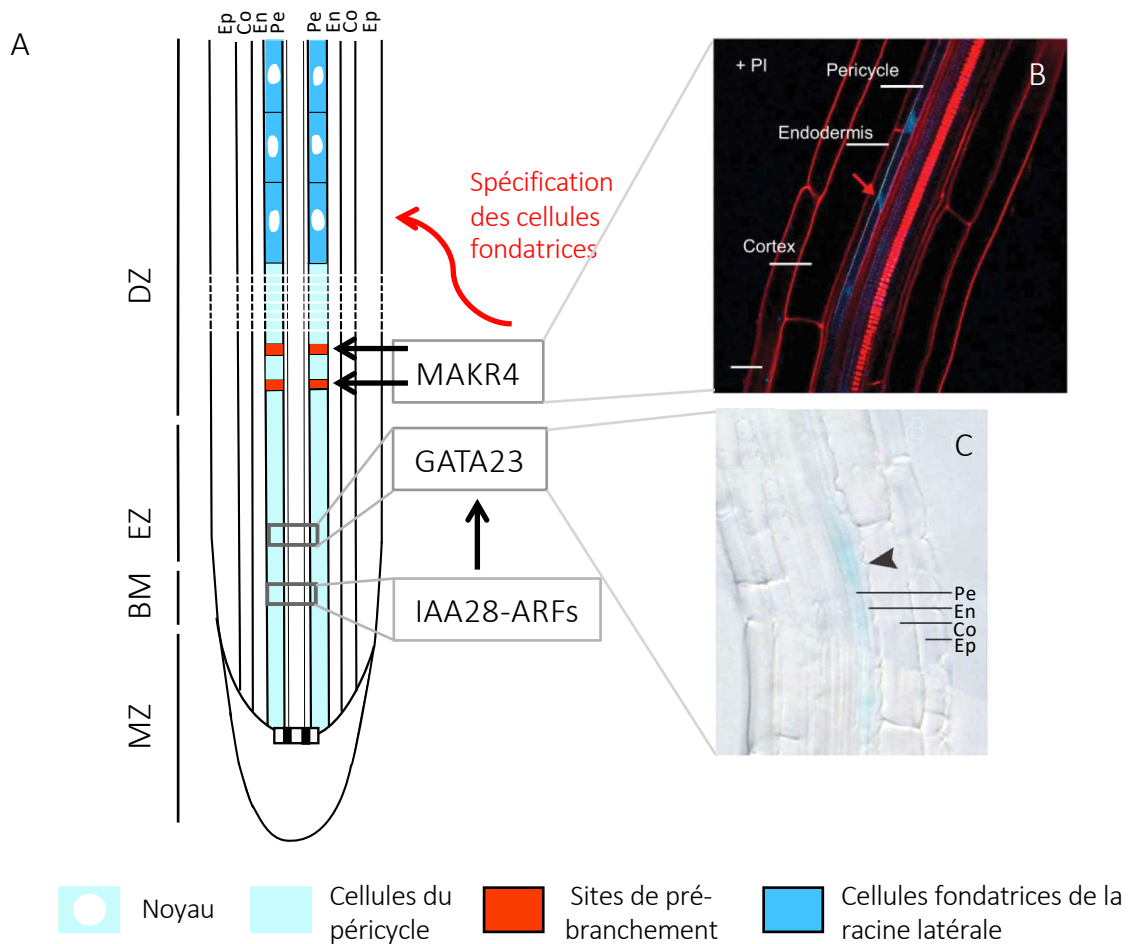 A
Ep
Co
En
Pe
Pe
En
Co
Ep
DZ
EZ
BM
MZ
Spécification
des cellules
fondatrices
MAKR4
GATA23
IAA28-ARFs
+ PI
B
Pericycle
Endodermis
Cortex
C
Pe
En
Co
Ep
Noyau
Cellules du
péricycle
Sites de pré-
branchement
Cellules fondatrices de la
racine latérale